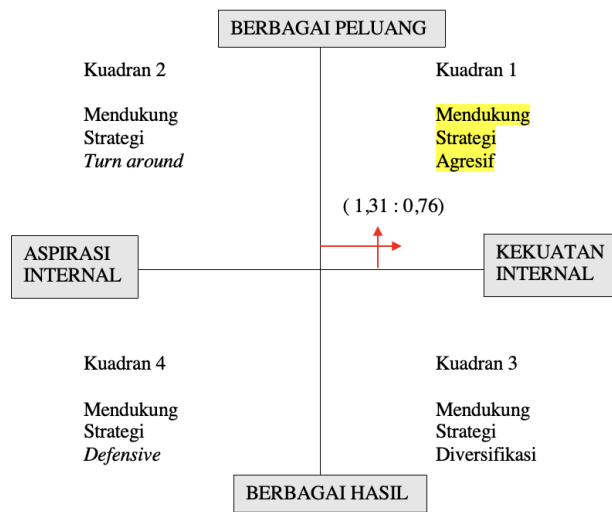 BERBAGAI PELUANG
Kuadran 2
Mendukung
Strategi
Turn around
Kuadran 1
Mendukung
Strategi
Agresif
( 1,31 : 0,76)
ASPIRASI
INTERNAL
KEKUATAN
INTERNAL
Kuadran 4
Mendukung
Strategi
Defensive
Kuadran 3
Mendukung
Strategi
Diversifikasi
BERBAGAI HASIL